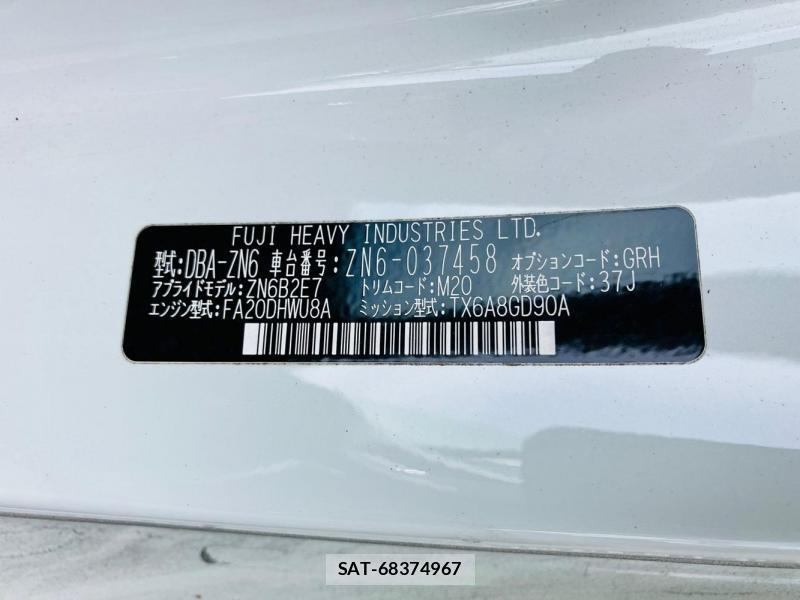 FUJI HEAVY INDUSTRIES LTD.
型式:DBA-ZN6 車台番号:ZN6-037458 オプションコード:GRH
アプライドモデル:ZN6B2E7 トリムコード:M20 外装色コード:37J
エンジン型式:FA20DHWU8A ミッション型式:TX6A8GD90A
SAT-68374967